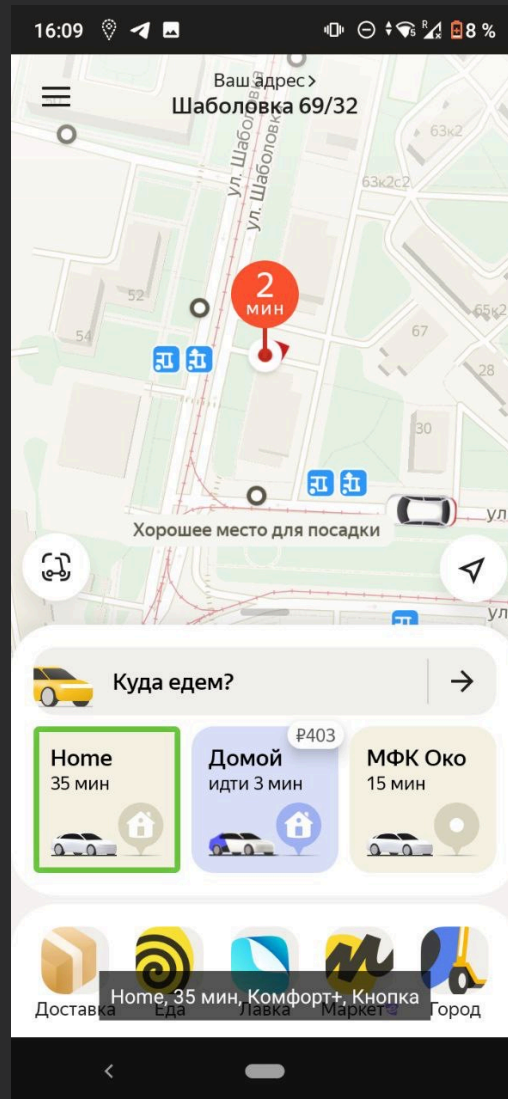 16:09
8 %
Ваш адрес
Шаболовка 69/32
63к2
ул. Шаболовка
ул. Шаболовка
63к2с2
52
2
мин
65к2
54
67
28
30
ул
Хорошее место для посадки
ул
Куда едем?
₽403
Home
35 мин
Домой
идти 3 мин
МФК Око
15 мин
Доставка
Еда
Лавка
Маркет
Город
Home, 35 мин, Комфорт+, Кнопка